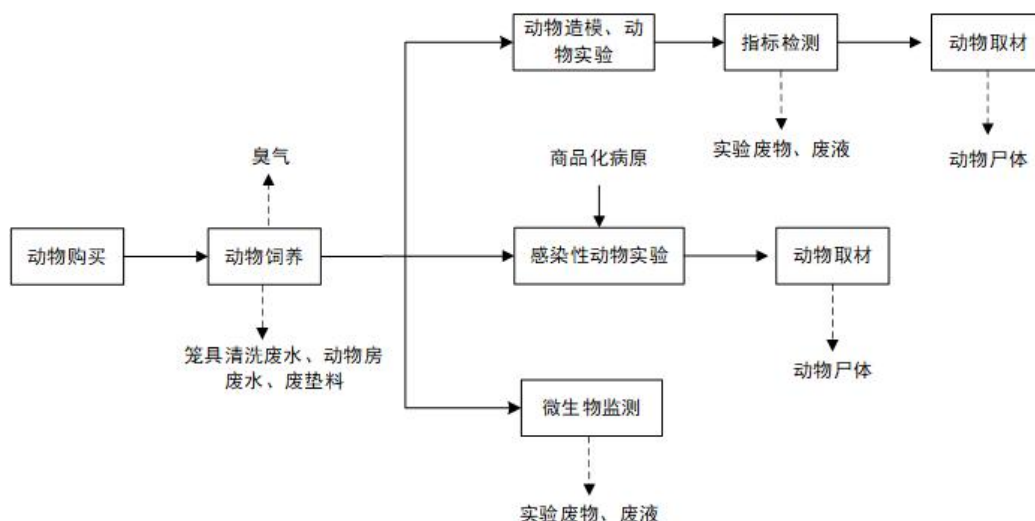 动物造模、动
物实验
指标检测
动物取材
实验废物、废液
动物尸体
臭气
商品化病原
动物购买
动物饲养
感染性动物实验
动物取材
笼具清洗废水、动物房
废水、废垫料
动物尸体
微生物监测
实验废物、废液